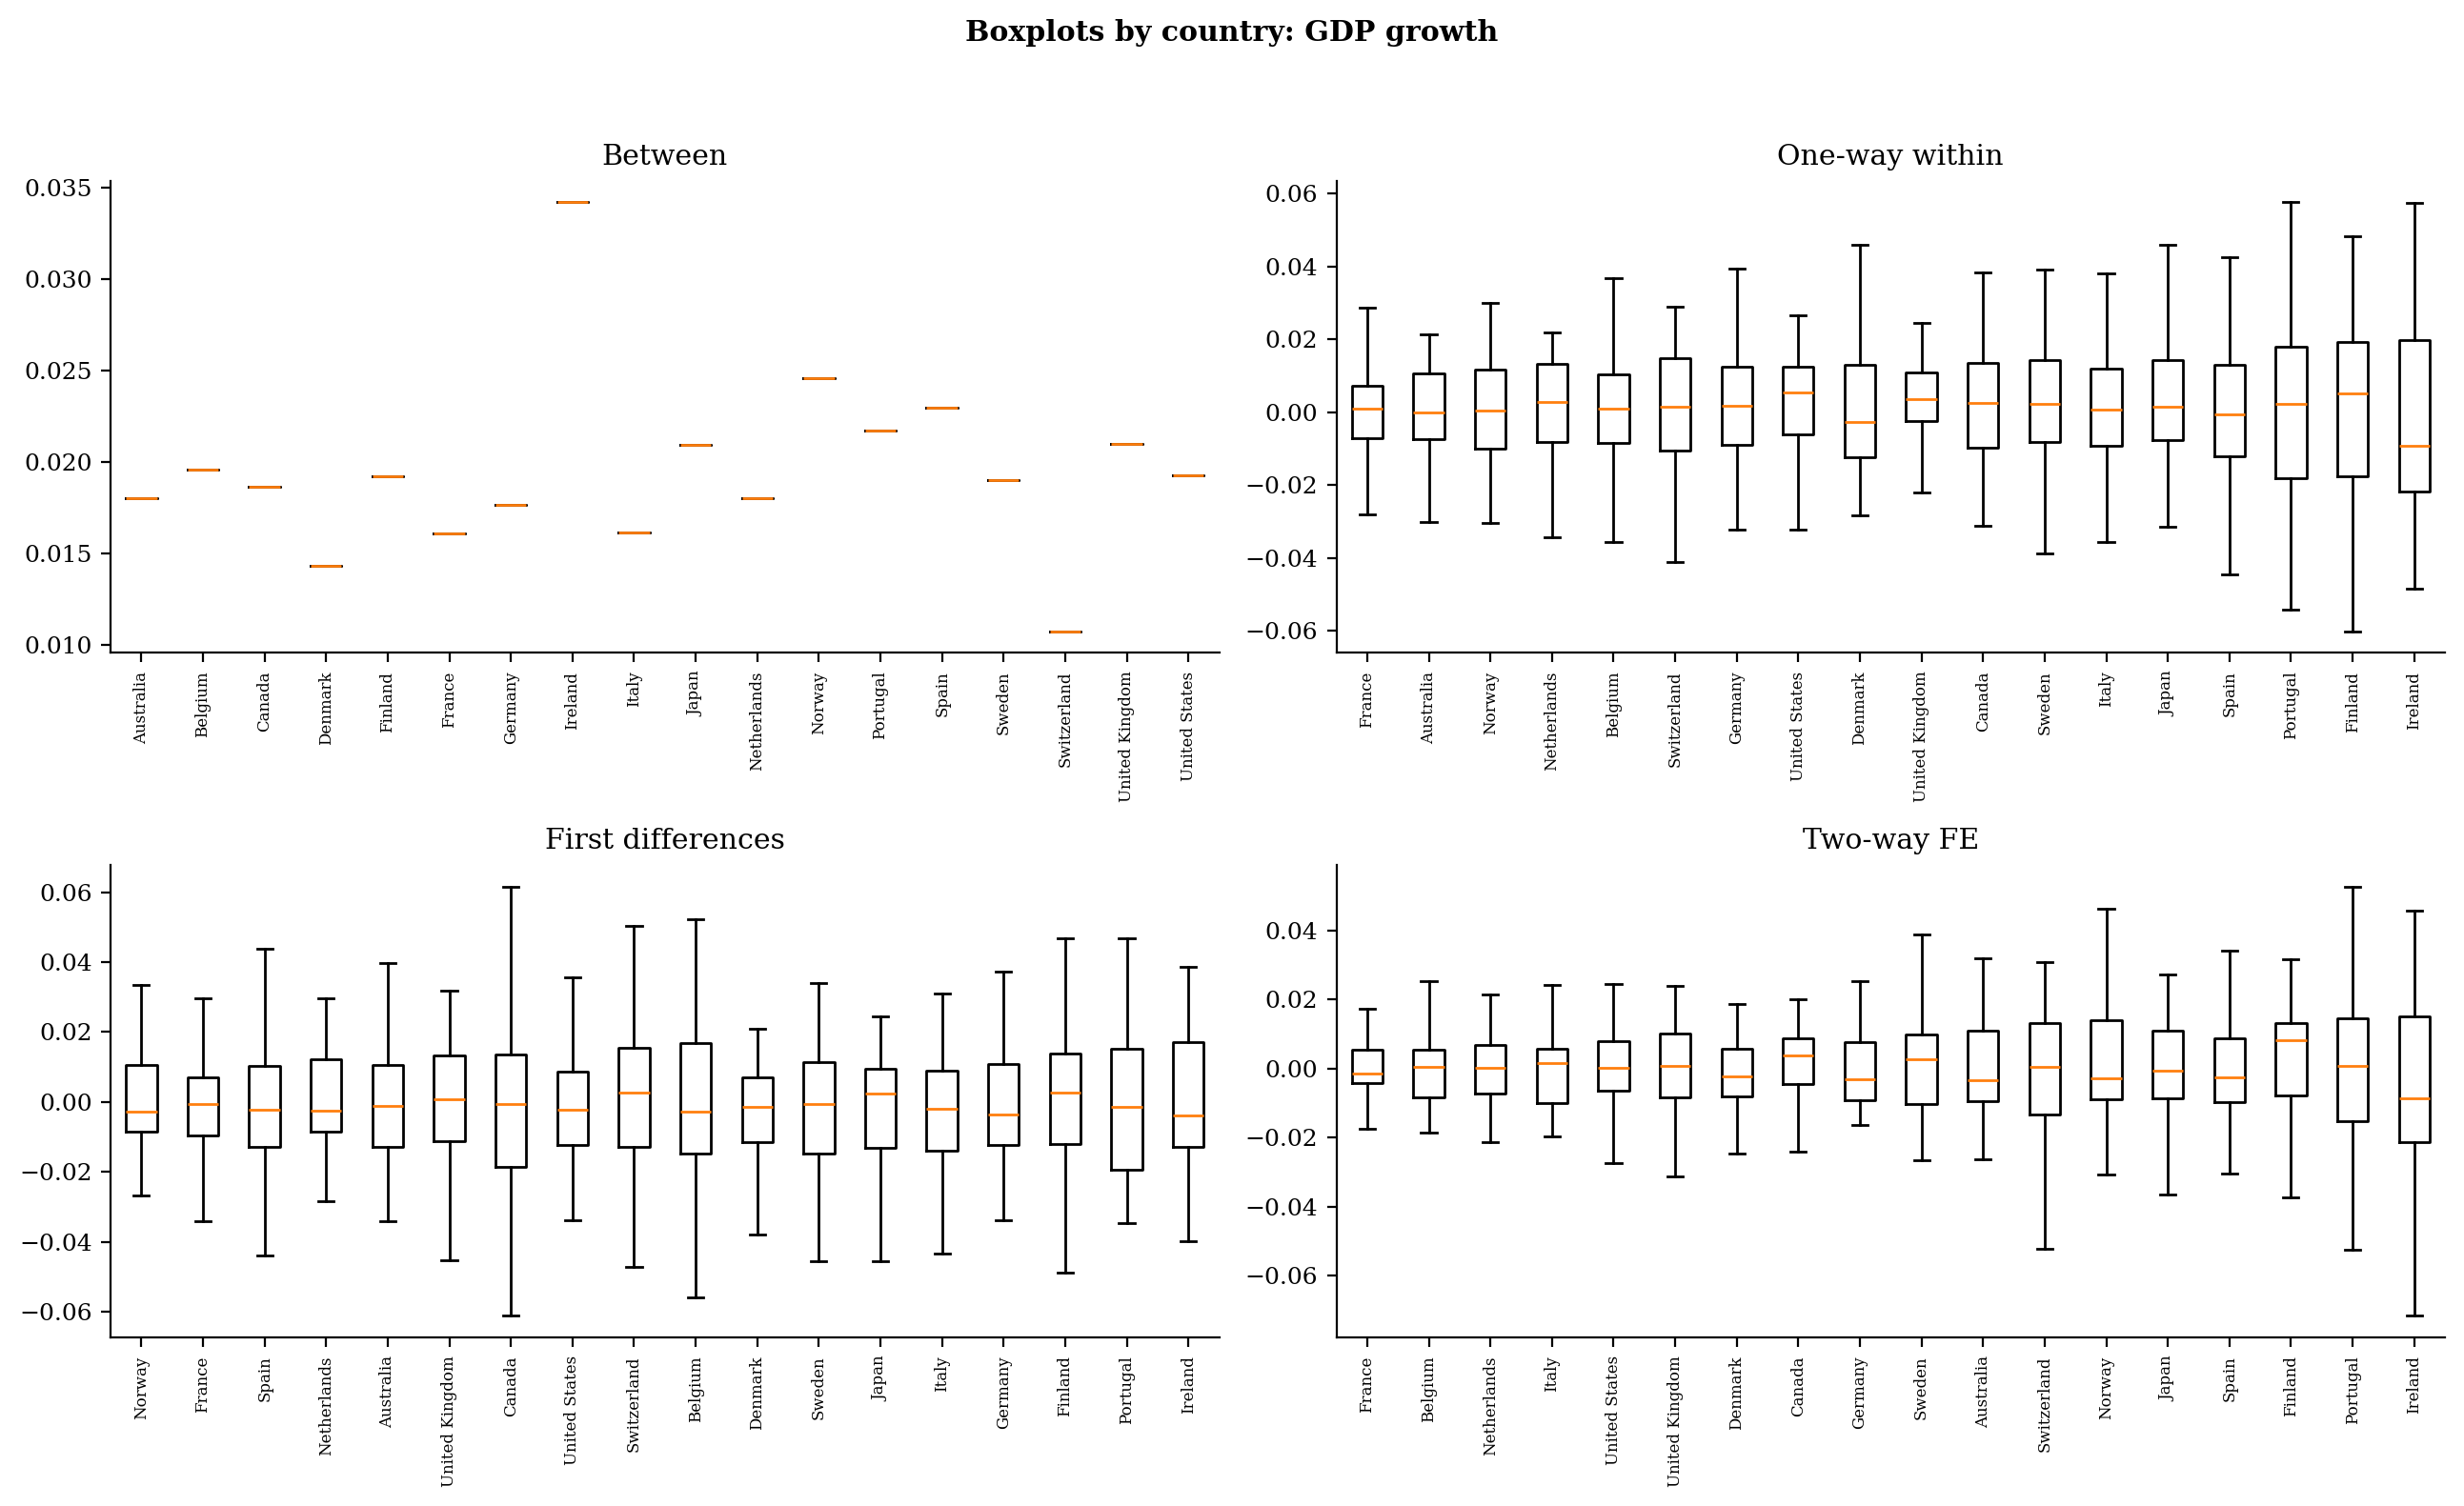 Boxplots by country: GDP growth
Between
0.035
0.030
0.025
0.020
0.015
0.010
Australia
Belgium
Canada
Denmark
Finland
France
Germany
Ireland
Italy
Japan
Netherlands
Norway
Portugal
Spain
Sweden
Switzerland
United Kingdom
United States
One-way within
0.06
0.04
0.02
0.00
−0.02
−0.04
−0.06
France
Australia
Norway
Netherlands
Belgium
Switzerland
Germany
United States
Denmark
United Kingdom
Canada
Sweden
Italy
Japan
Spain
Portugal
Finland
Ireland
First differences
0.06
0.04
0.02
0.00
−0.02
−0.04
−0.06
Norway
France
Spain
Netherlands
Australia
United Kingdom
Canada
United States
Switzerland
Belgium
Denmark
Sweden
Japan
Italy
Germany
Finland
Portugal
Ireland
Two-way FE
0.04
0.02
0.00
−0.02
−0.04
−0.06
France
Belgium
Netherlands
Italy
United States
United Kingdom
Denmark
Canada
Germany
Sweden
Australia
Switzerland
Norway
Japan
Spain
Finland
Portugal
Ireland